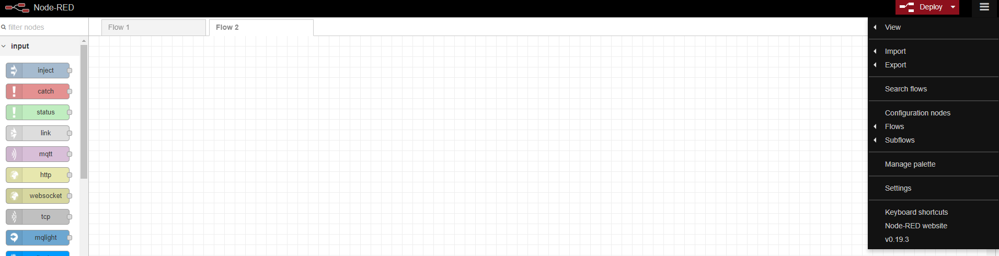 Node-RED
Deploy
filter nodes
Flow 1
Flow 2
input
inject
catch
status
link
mqtt
http
websocket
tcp
mqlight
View
Import
Export
Search flows
Configuration nodes
Flows
Subflows
Manage palette
Settings
Keyboard shortcuts
Node-RED website
v0.19.3